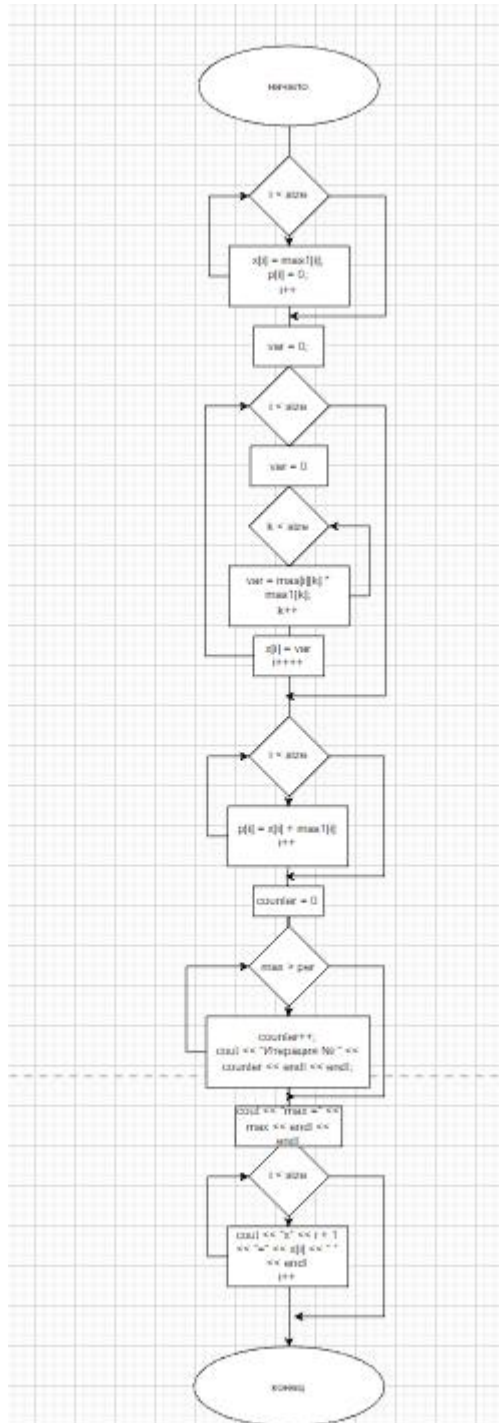 начало
i < size
x[i] = max1[i];
p[i] = 0;
i++
var = 0;
i < size
var = 0
k < size
var = max[i][k] *
max1[k];
k++
x[i] = var
i++++
i < size
p[i] = x[i] + max1[i]
i++
counter = 0
max > per
counter++;
cout << "Итерация № " <<
counter << endl << endl;
cout << "max =" <<
max << endl <<
endl
i < size
cout << "x" << i + 1
<< "=" << x[i] << " "
<< endl
i++
конец